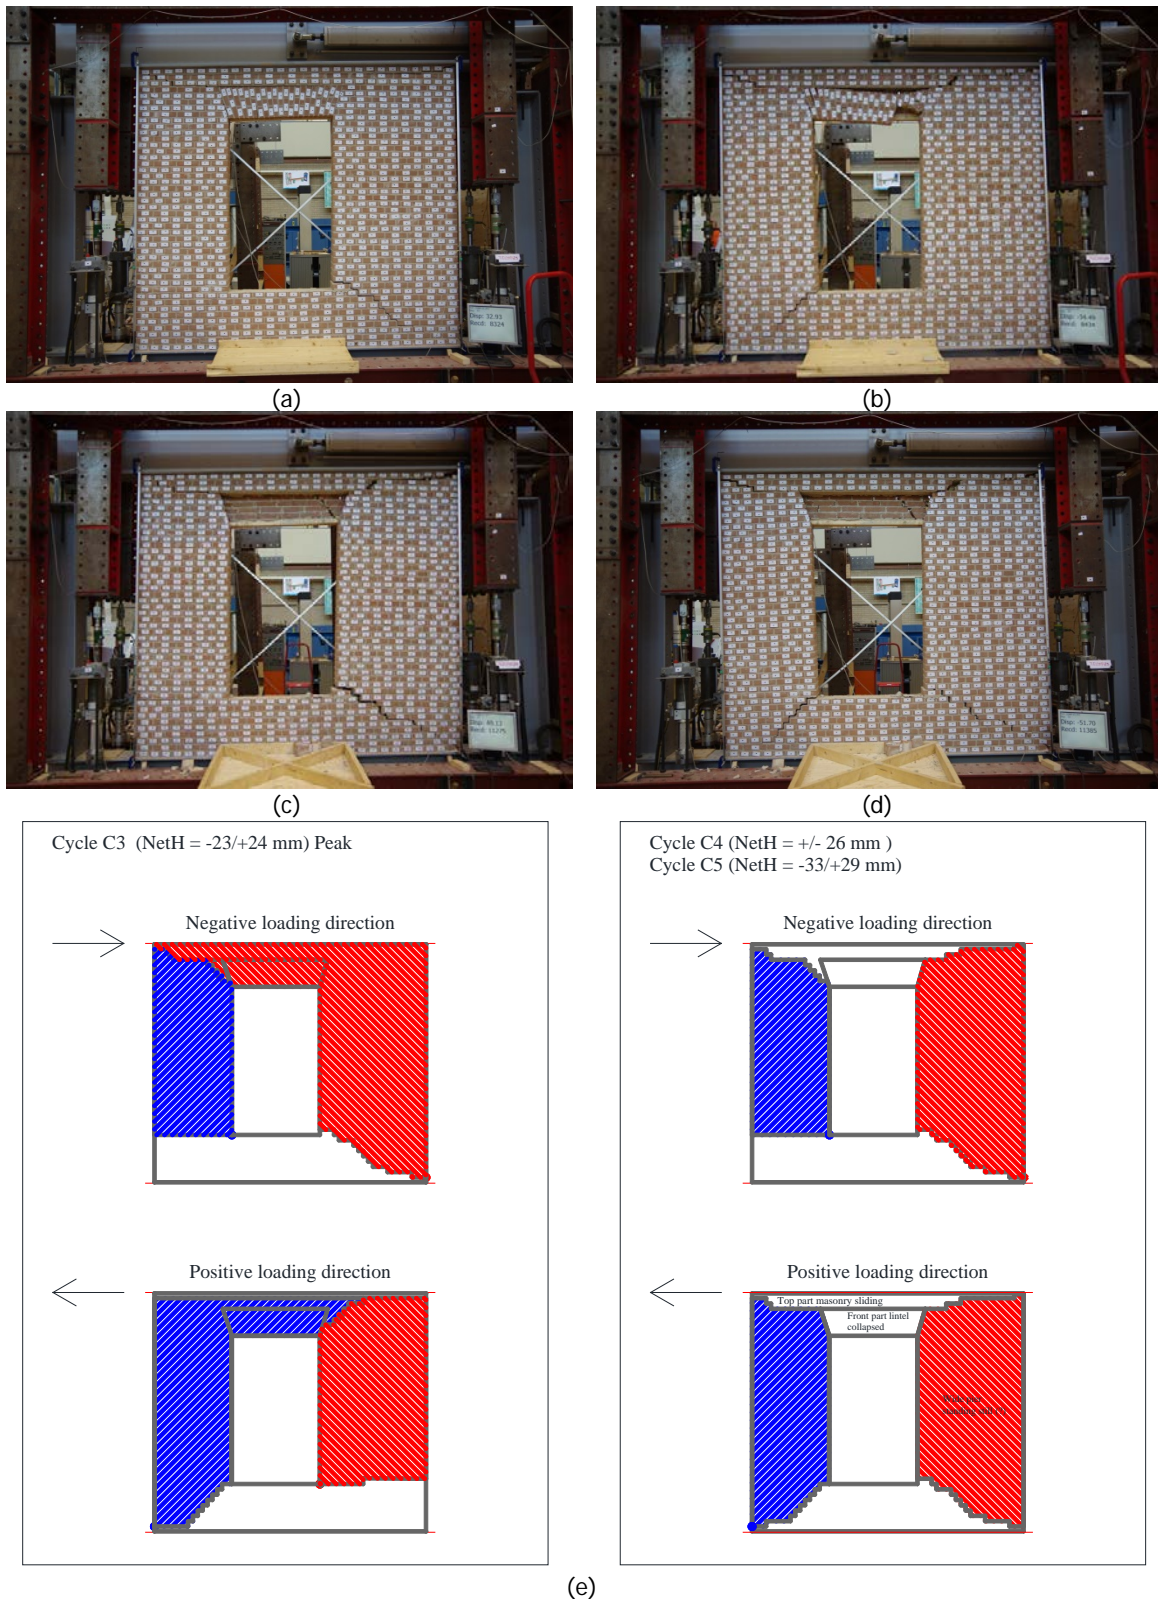 (a)
(b)
(c)
(d)
Cycle C3 (NetH = -23/+24 mm) Peak
Negative loading direction
Positive loading direction
Cycle C4 (NetH = +/- 26 mm )
Cycle C5 (NetH = -33/+29 mm)
Negative loading direction
Positive loading direction
Top part masonry sliding
Front part lintel
collapsed
(e)